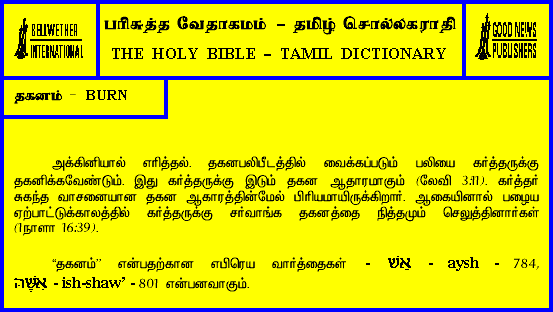 BELLWETHER
INTERNATIONAL
பரிசுத்த வேதாகமம் – தமிழ் சொல்லகராதி
THE HOLY BIBLE – TAMIL DICTIONARY
GOOD NEWS
PUBLISHERS
தகனம் – BURN
அக்கினியால் எரித்தல். தகனபலிபீடத்தில் வைக்கப்படும் பலியை கர்த்தருக்கு
தகனிக்கவேண்டும். இது கர்த்தருக்கு இடும் தகன ஆதாரமாகும் (லேவி 3:11). கர்த்தர்
சுகந்த வாசனையான தகன ஆகாரத்தின்மேல் பிரியமாயிருக்கிறார். ஆகையினால் பழைய
ஏற்பாட்டுக்காலத்தில் கர்த்தருக்கு சர்வாங்க தகனத்தை நித்தமும் செலுத்தினார்கள்
(1நாளா 16:39).
“தகனம்” என்பதற்கான எபிரெய வார்த்தைகள் - אֵשׁ - aysh - 784,
אִשֶּׁה - ish-shaw’ - 801 என்பனவாகும்.